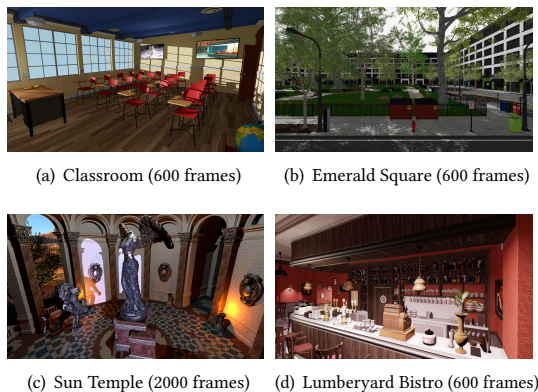 (a) Classroom (600 frames)
(b) Emerald Square (600 frames)
(c) Sun Temple (2000 frames)
(d) Lumberyard Bistro (600 frames)